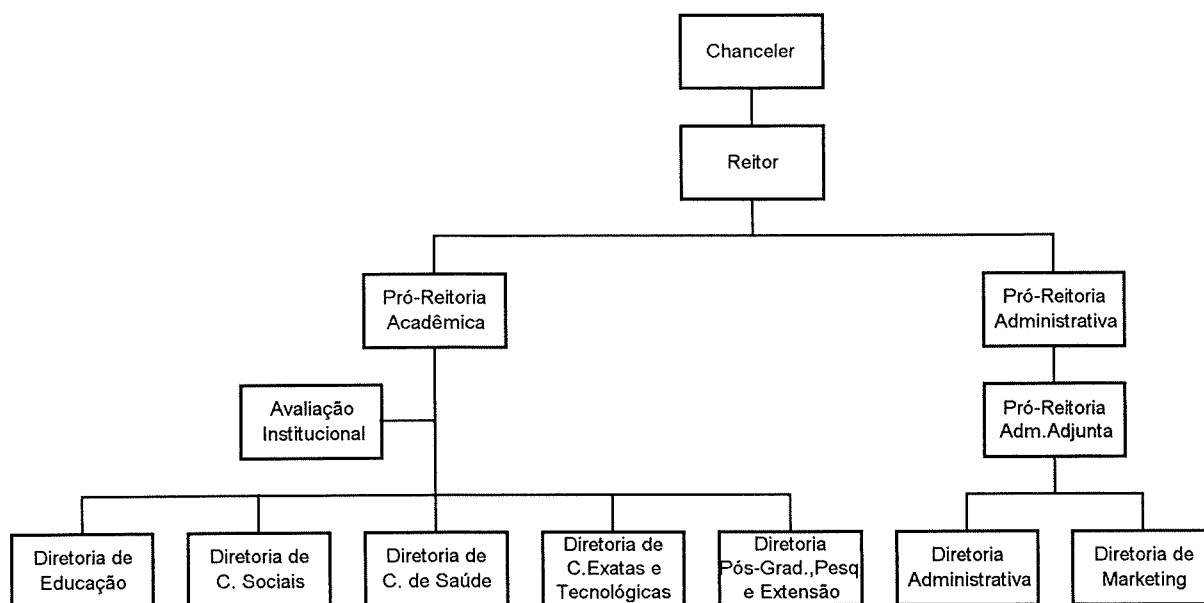 Chanceler
Reitor
Pró-Reitoria
Acadêmica
Pró-Reitoria
Administrativa
Avaliação
Institucional
Pró-Reitoria
Adm.Adjunta
Diretoria de
Educação
Diretoria de
C. Sociais
Diretoria de
C. de Saúde
Diretoria de
C.Exatas e
Tecnológicas
Diretoria
Pós-Grad.,Pesq
e Extensão
Diretoria
Administrativa
Diretoria de
Marketing